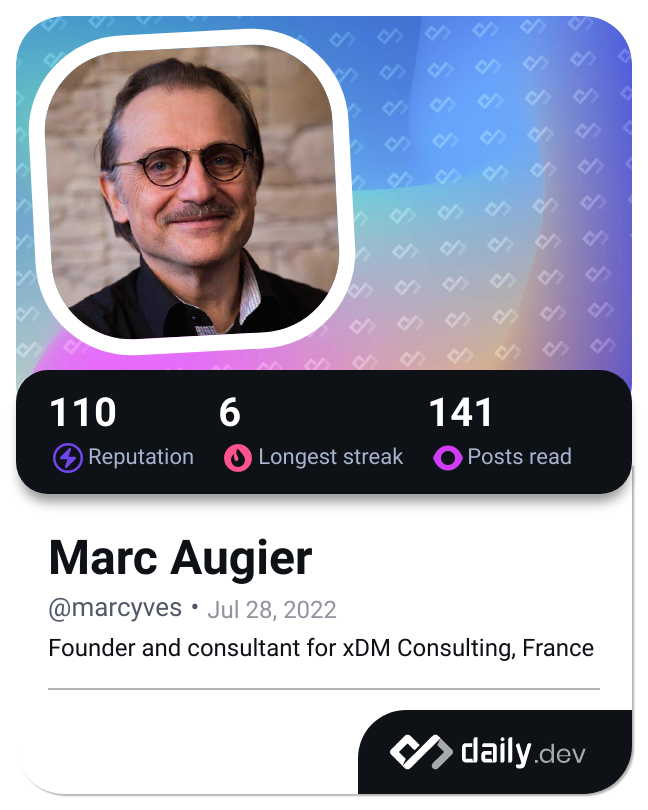 110 6 141
Reputation Longest streak Posts read
Marc Augier
@marcyves • Jul 28, 2022
Founder and consultant for xDM Consulting, France
daily.dev